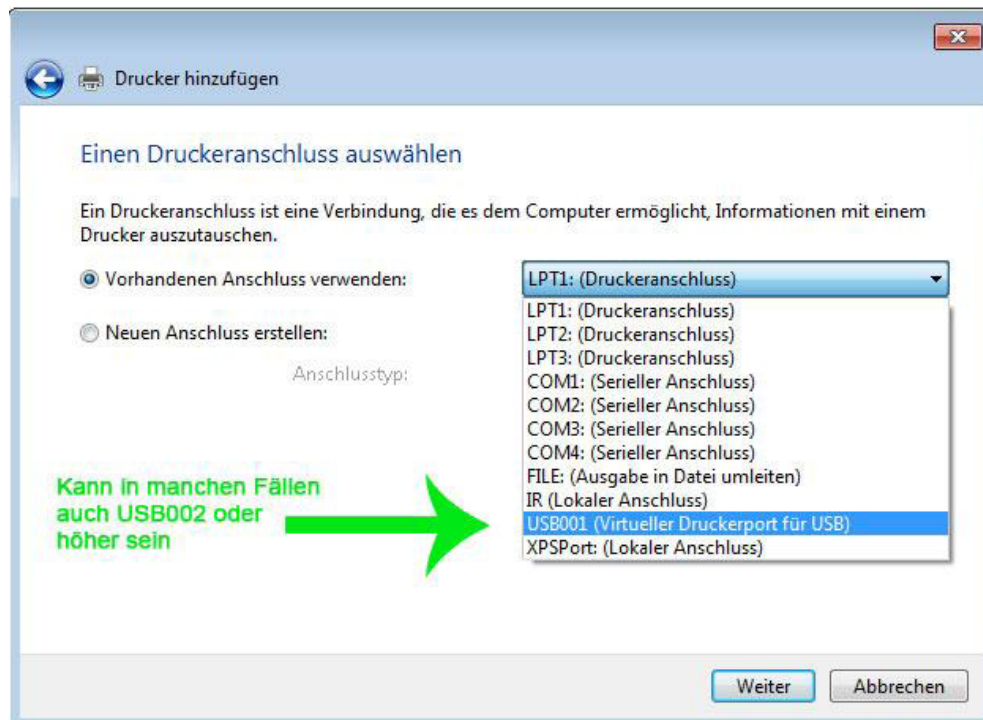 Drucker hinzufügen
Einen Druckeranschluss auswählen
Ein Druckeranschluss ist eine Verbindung, die es dem Computer ermöglicht, Informationen mit einem
Drucker auszutauschen.
Vorhandenen Anschluss verwenden:
LPT1: (Druckeranschluss)
LPT1: (Druckeranschluss)
LPT2: (Druckeranschluss)
LPT3: (Druckeranschluss)
COM1: (Serieller Anschluss)
COM2: (Serieller Anschluss)
COM3: (Serieller Anschluss)
COM4: (Serieller Anschluss)
FILE: (Ausgabe in Datei umleiten)
IR (Lokaler Anschluss)
USB001 (Virtueller Druckerport für USB)
XPSPort: (Lokaler Anschluss)
Neuen Anschluss erstellen:
Anschlusstyp:
Kann in manchen Fällen
auch USB002 oder
höher sein
Weiter
Abbrechen